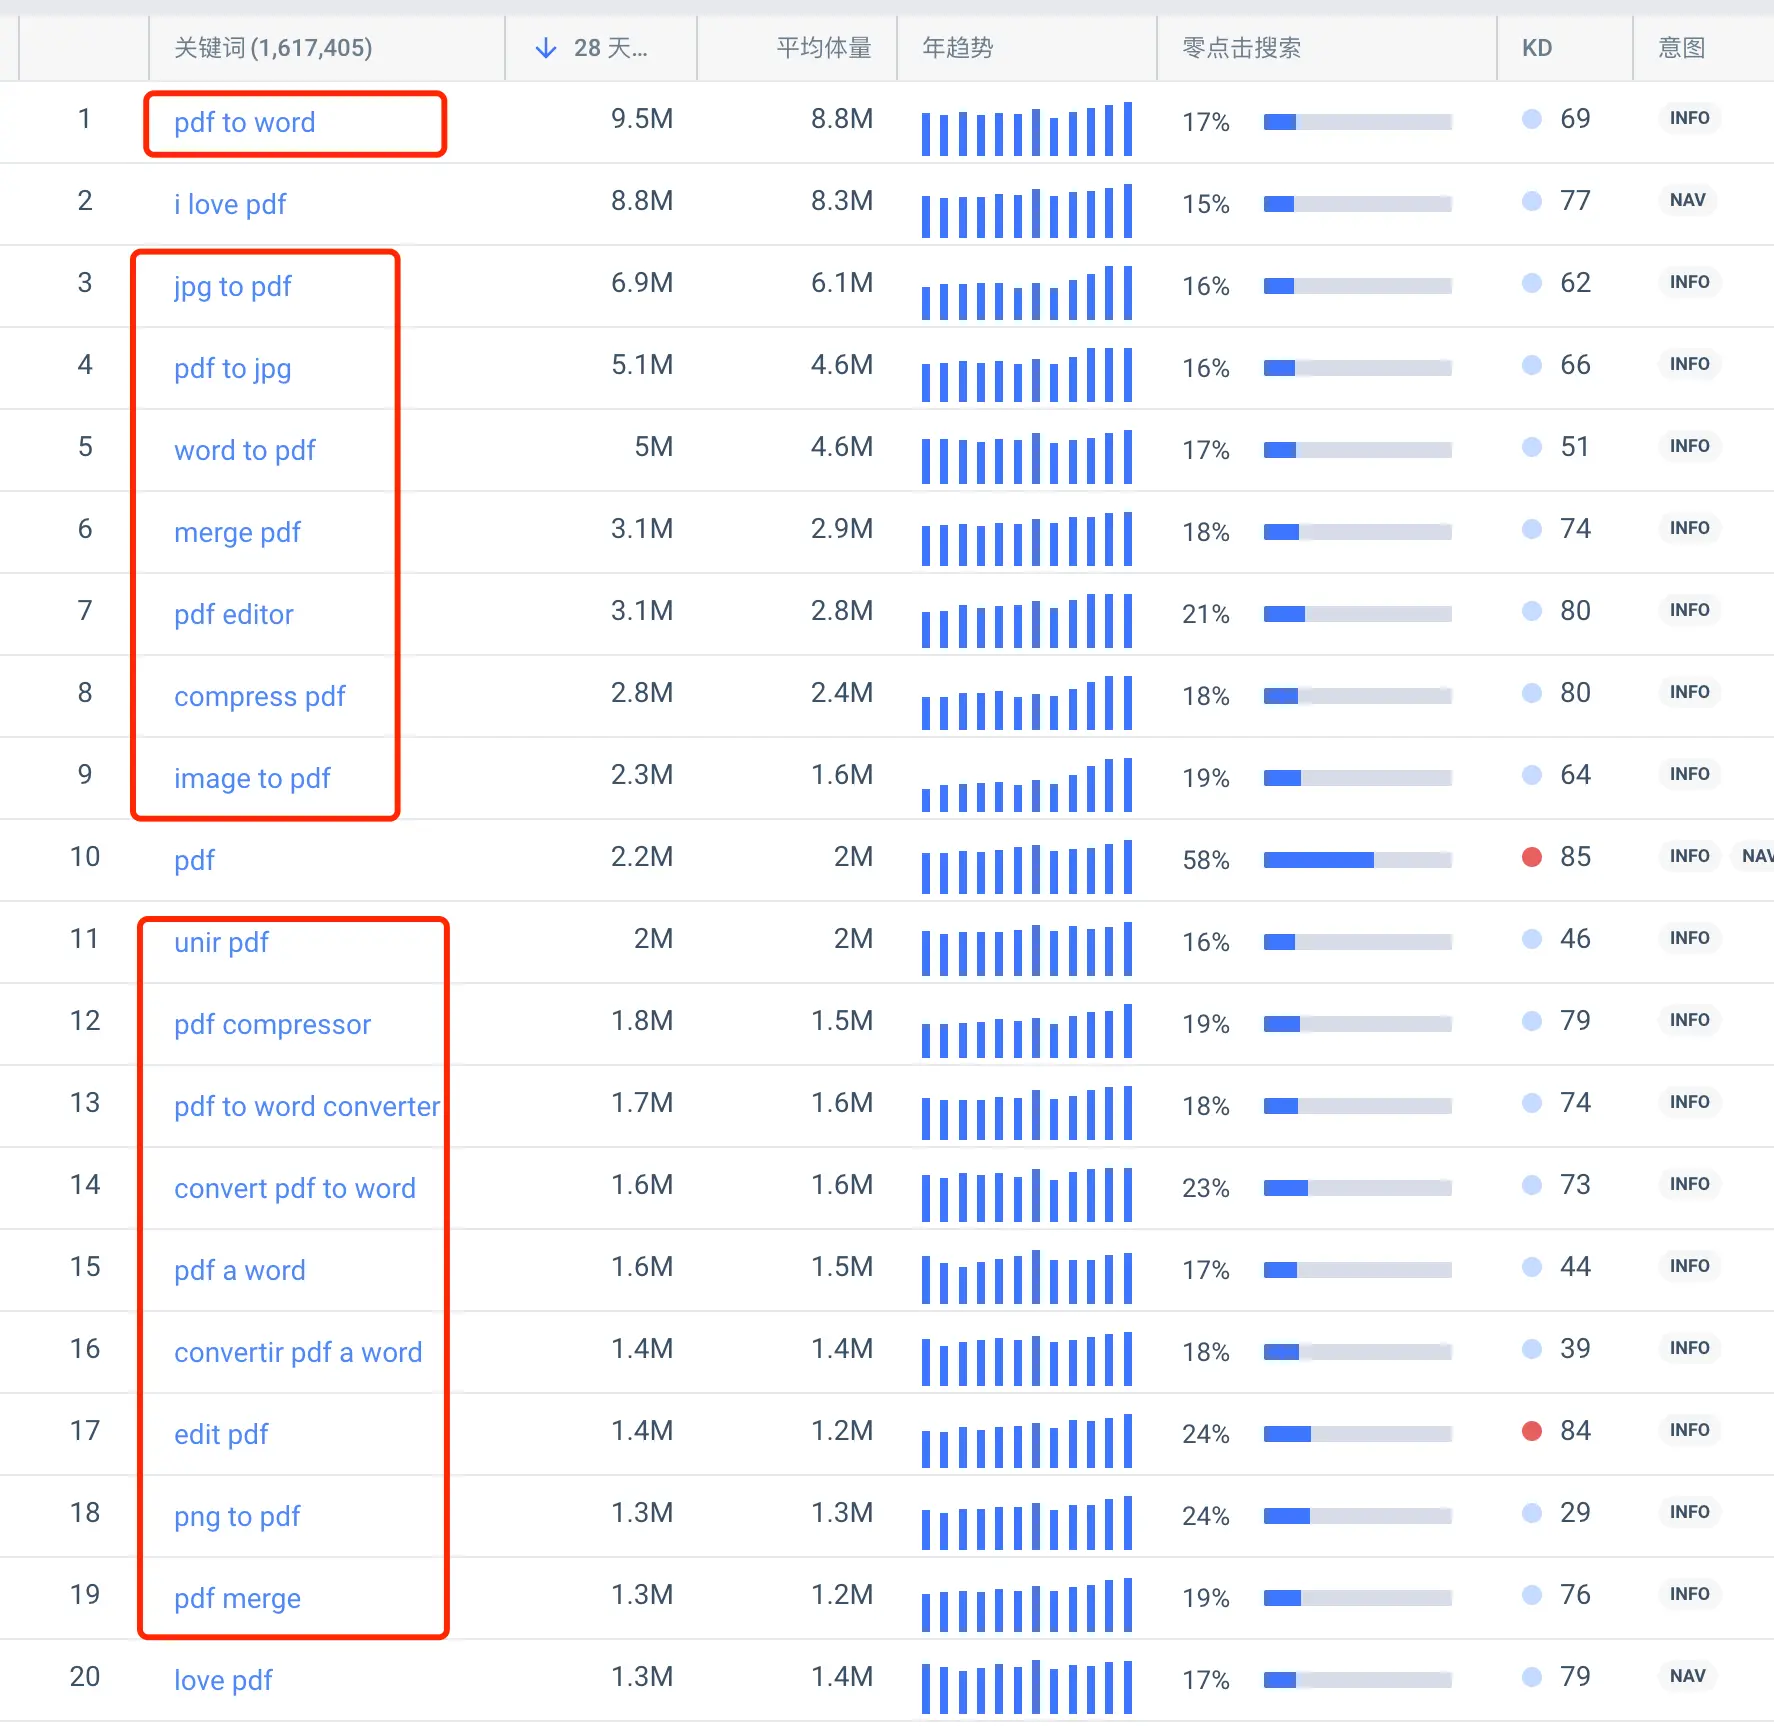 关键词 (1,617,405) 28 天... 平均体量 年趋势 零点击搜索 KD 意图
1 pdf to word 9.5M 8.8M 17% 69 INFO
2 i love pdf 8.8M 8.3M 15% 77 NAV
3 jpg to pdf 6.9M 6.1M 16% 62 INFO
4 pdf to jpg 5.1M 4.6M 16% 66 INFO
5 word to pdf 5M 4.6M 17% 51 INFO
6 merge pdf 3.1M 2.9M 18% 74 INFO
7 pdf editor 3.1M 2.8M 21% 80 INFO
8 compress pdf 2.8M 2.4M 18% 80 INFO
9 image to pdf 2.3M 1.6M 19% 64 INFO
10 pdf 2.2M 2M 58% 85 INFO NAV
11 unir pdf 2M 2M 16% 46 INFO
12 pdf compressor 1.8M 1.5M 19% 79 INFO
13 pdf to word converter 1.7M 1.6M 18% 74 INFO
14 convert pdf to word 1.6M 1.6M 23% 73 INFO
15 pdf a word 1.6M 1.5M 17% 44 INFO
16 convertir pdf a word 1.4M 1.4M 18% 39 INFO
17 edit pdf 1.4M 1.2M 24% 84 INFO
18 png to pdf 1.3M 1.3M 24% 29 INFO
19 pdf merge 1.3M 1.2M 19% 76 INFO
20 love pdf 1.3M 1.4M 17% 79 NAV